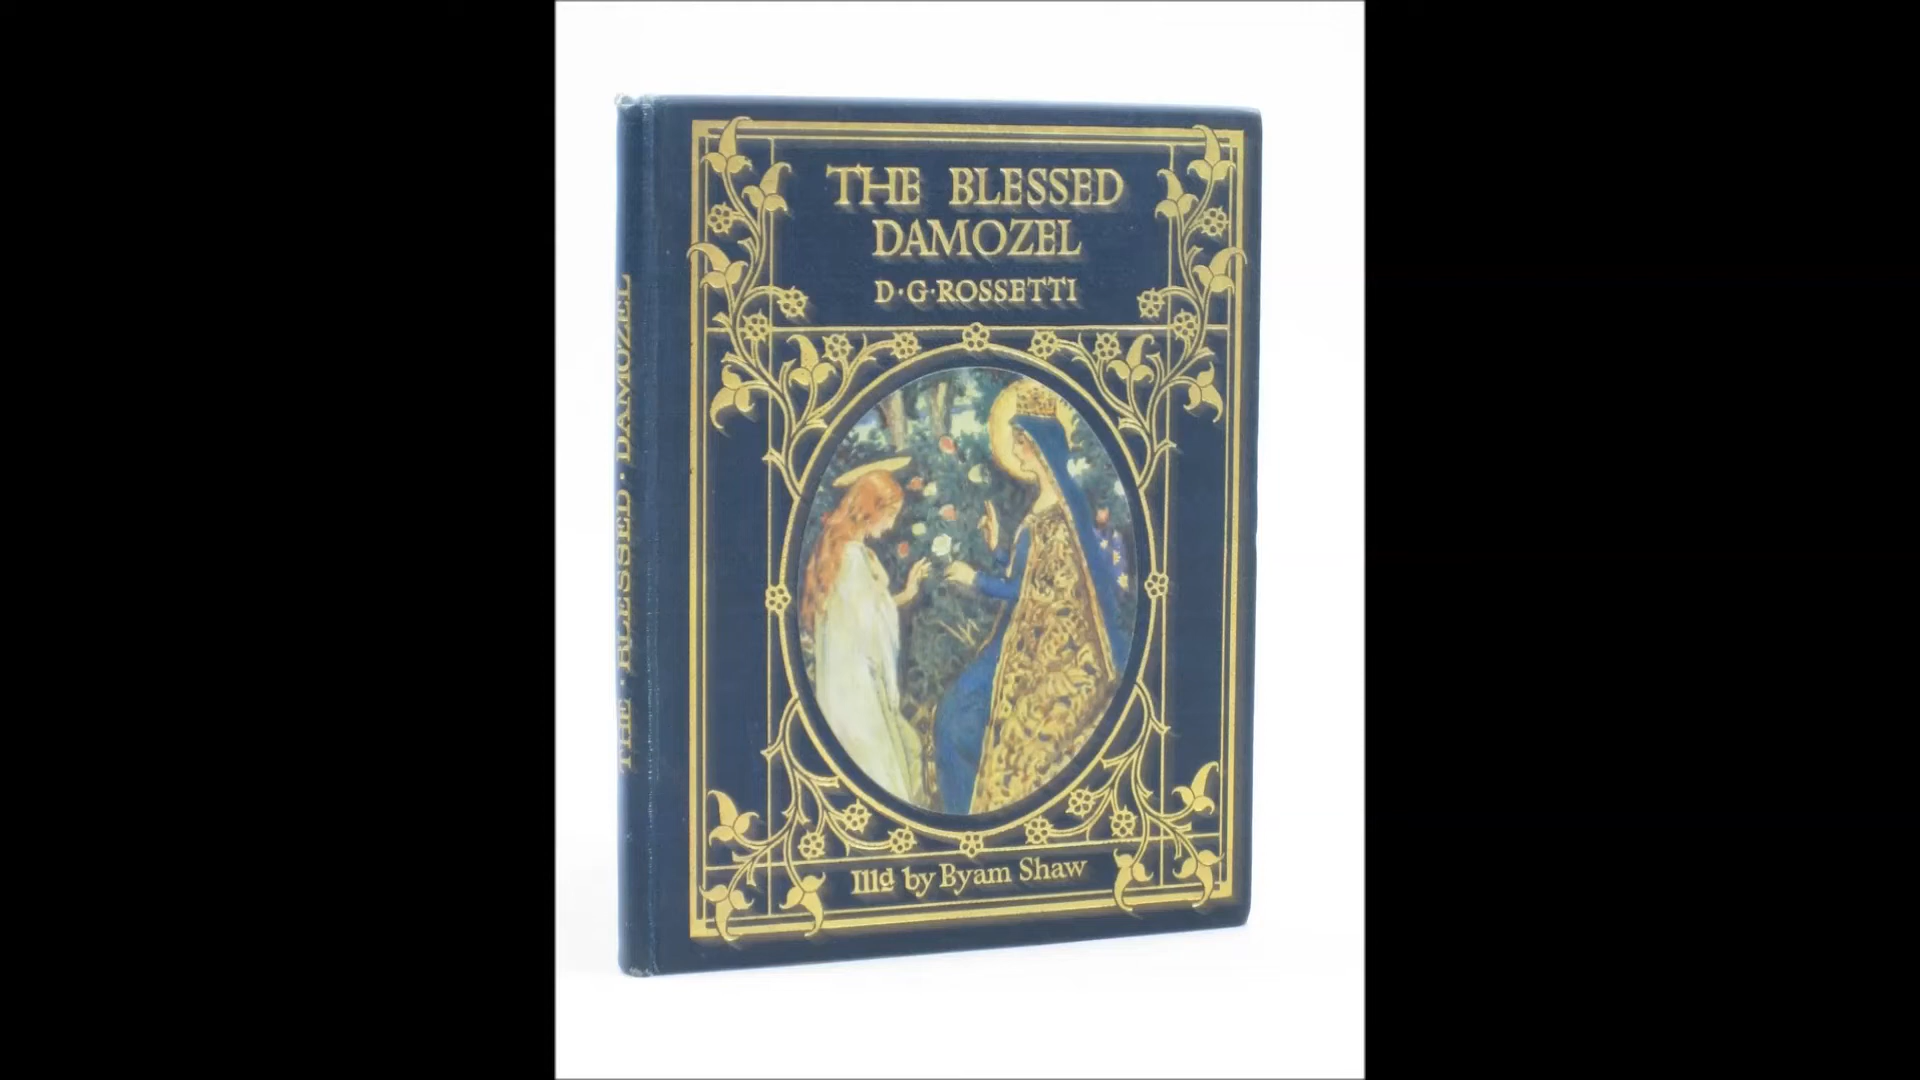 THE BLESSED
DAMOZEL
D·G·ROSSETTI
Illd by Byam Shaw
THE·BLESSED·DAMOZEL